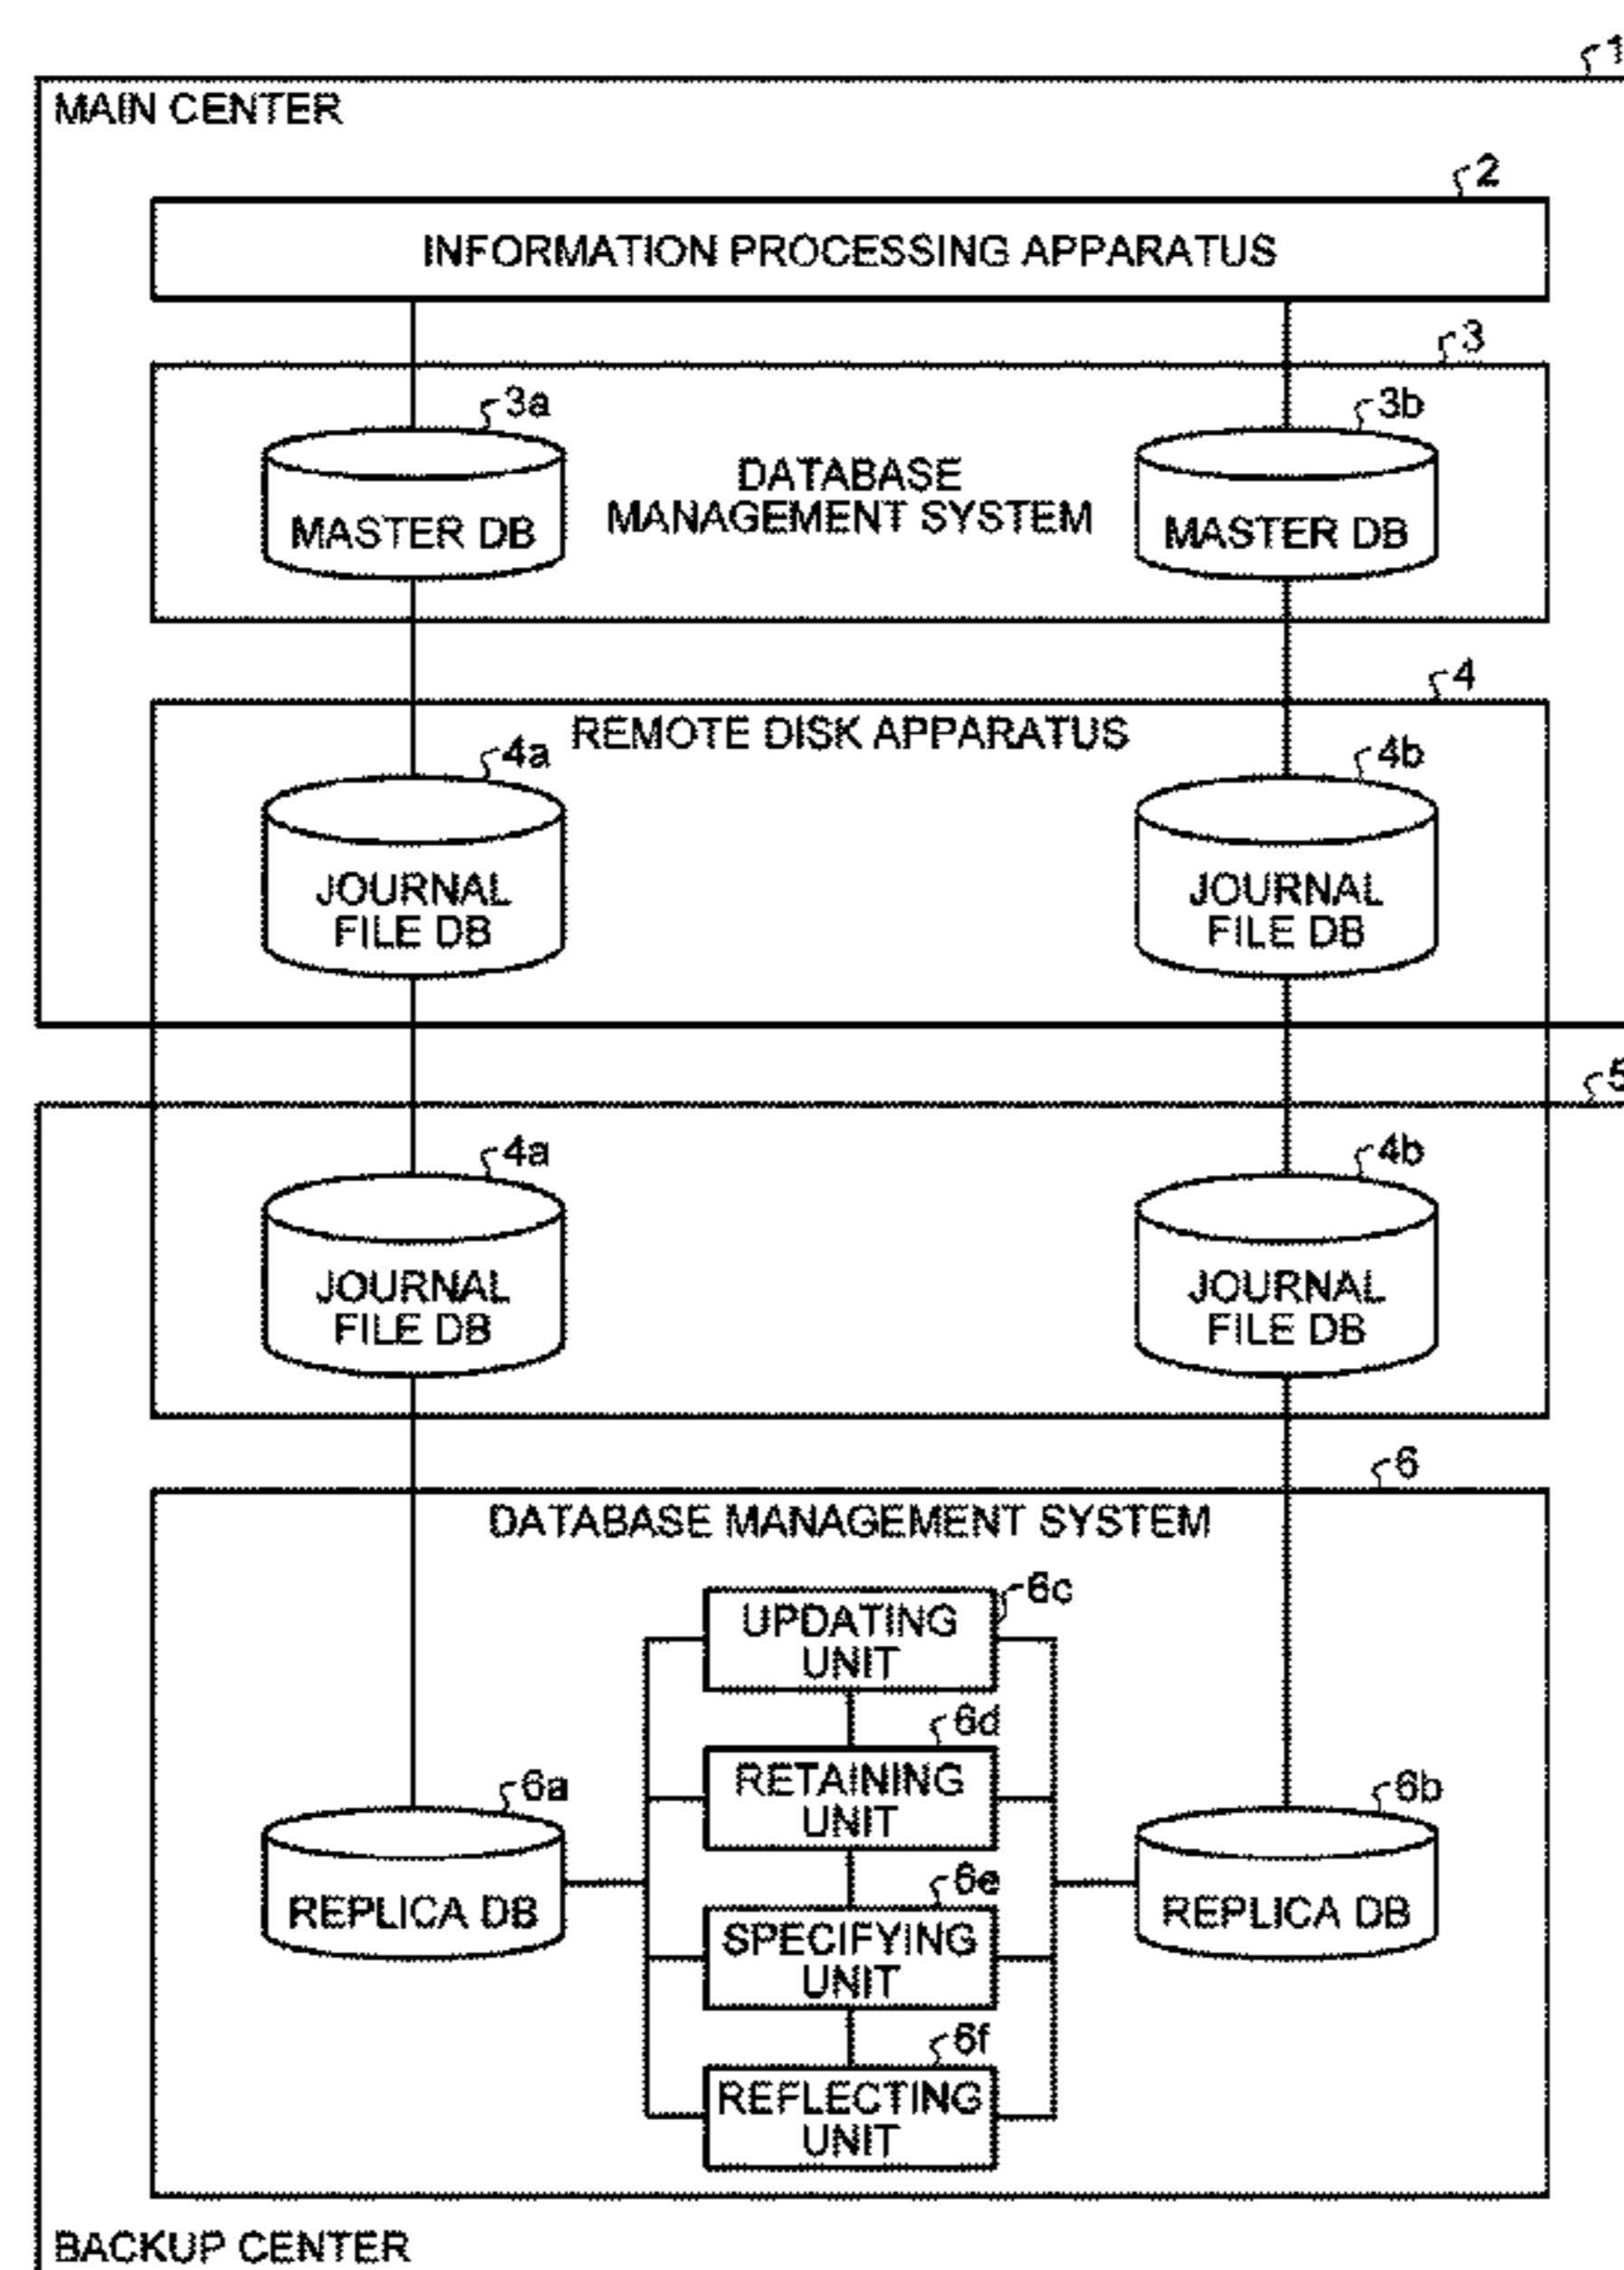 1
MAIN CENTER
2
INFORMATION PROCESSING APPARATUS
3
3a
3b
DATABASE
MANAGEMENT SYSTEM
MASTER DB
MASTER DB
4
REMOTE DISK APPARATUS
4a
4b
JOURNAL
FILE DB
JOURNAL
FILE DB
5
4a
4b
JOURNAL
FILE DB
JOURNAL
FILE DB
6
DATABASE MANAGEMENT SYSTEM
6c
UPDATING
UNIT
6d
RETAINING
UNIT
6a
6b
REPLICA DB
REPLICA DB
6e
SPECIFYING
UNIT
6f
REFLECTING
UNIT
BACKUP CENTER